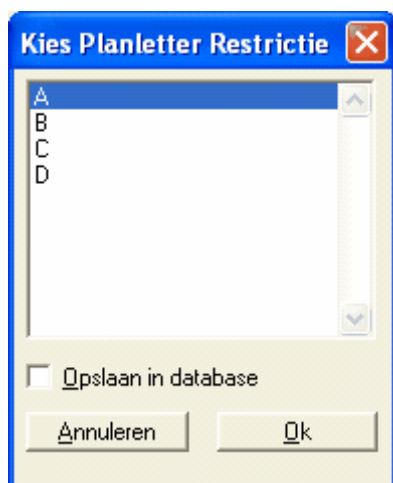 Kies Planletter Restrictie
A
B
C
D
Opslaan in database
Annuleren Ok